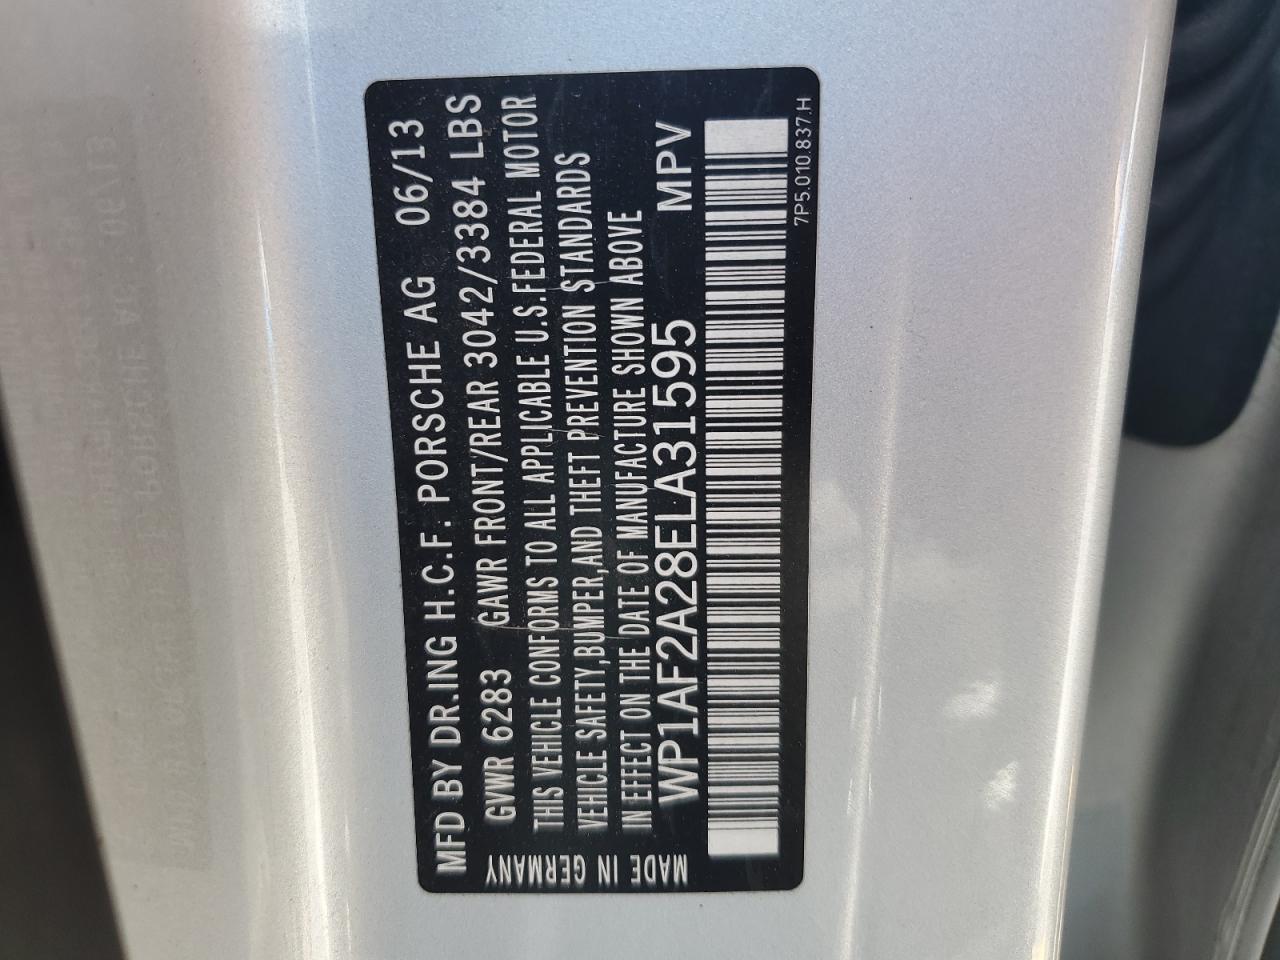 MFD BY DR.ING H.C.F. PORSCHE AG 06/13
GVWR 6283 GAWR FRONT/REAR 3042/3384 LBS
THIS VEHICLE CONFORMS TO ALL APPLICABLE U.S.FEDERAL MOTOR
VEHICLE SAFETY,BUMPER,AND THEFT PREVENTION STANDARDS
IN EFFECT ON THE DATE OF MANUFACTURE SHOWN ABOVE
WP1AF2A28ELA31595 MPV
7P5.010.837.H
MADE IN GERMANY